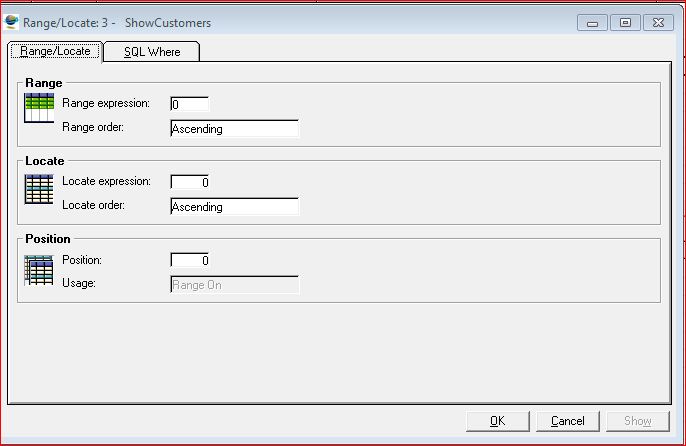 Range/Locate: 3 -   ShowCustomers
Range/Locate
SQL Where
Range
Range expression: 0
Range order: Ascending
Locate
Locate expression: 0
Locate order: Ascending
Position
Position: 0
Usage: Range On
OK
Cancel
Show